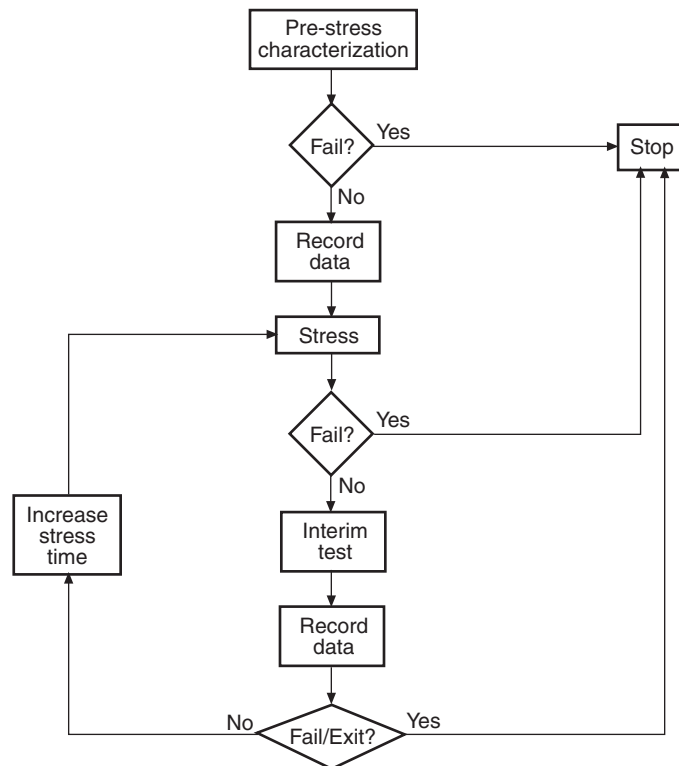 Pre-stress
characterization
Fail?
Yes
Stop
No
Record
data
Stress
Fail?
Yes
No
Increase
stress
time
Interim
test
Record
data
No
Fail/Exit?
Yes